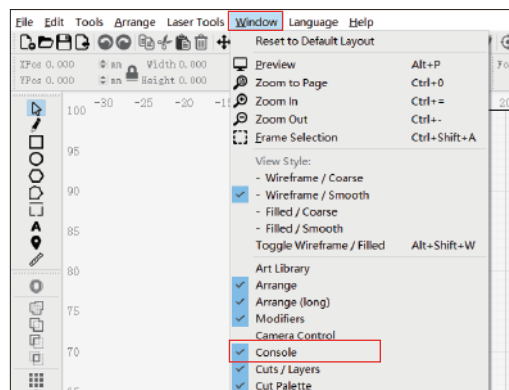 File Edit Tools Arrange Laser Tools Window Language Help
Reset to Default Layout
XPos 0.000 mm Width 0.000
YPos 0.000 mm Height 0.000
Preview Alt+P
Zoom to Page Ctrl+0
Zoom In Ctrl+=
Zoom Out Ctrl+-
Frame Selection Ctrl+Shift+A
View Style:
- Wireframe / Coarse
- Wireframe / Smooth
- Filled / Coarse
- Filled / Smooth
Toggle Wireframe / Filled Alt+Shift+W
Art Library
Arrange
Arrange (long)
Modifiers
Camera Control
Console
Cuts / Layers
Cut Palette
-30 -25 -20
100
95
90
85
80
75
70